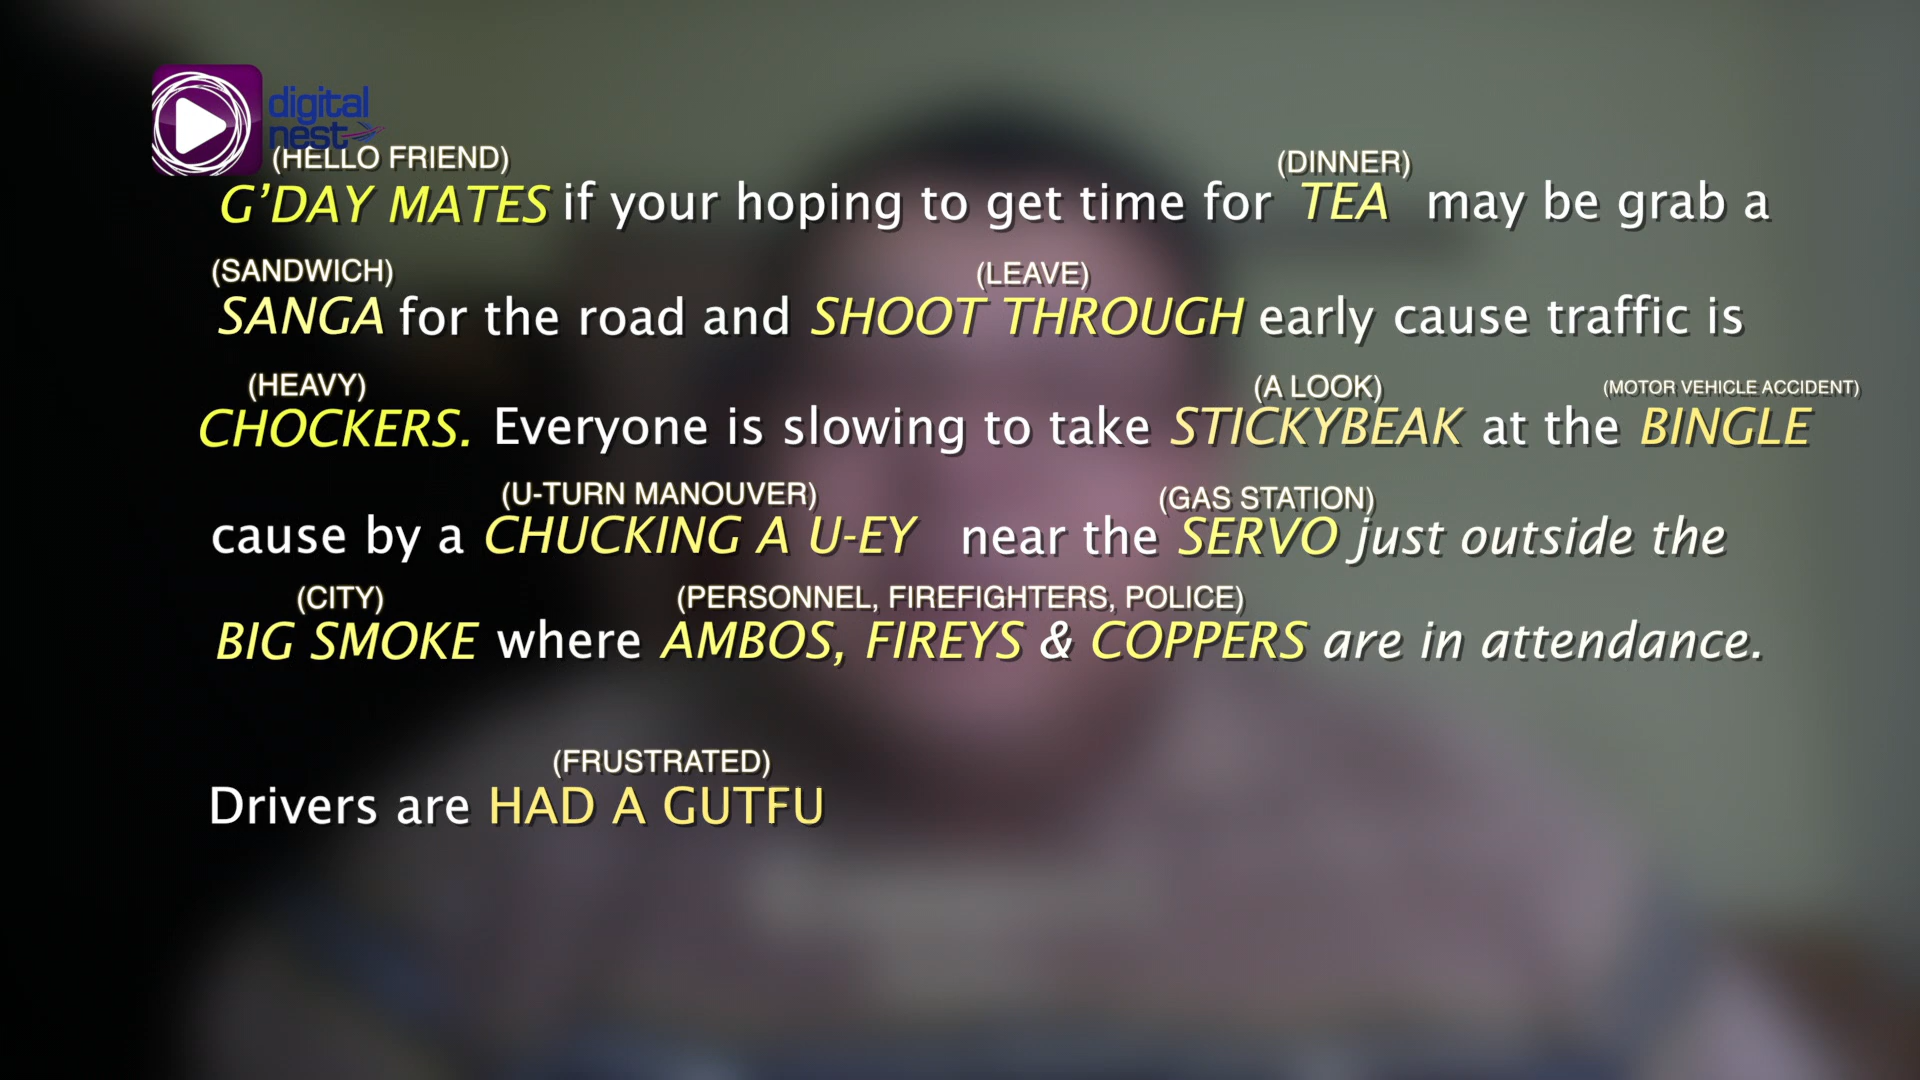 digital
nest
(HELLO FRIEND) (DINNER)
G'DAY MATES if your hoping to get time for TEA may be grab a
(SANDWICH) (LEAVE)
SANGA for the road and SHOOT THROUGH early cause traffic is
(HEAVY) (A LOOK) (MOTOR VEHICLE ACCIDENT)
CHOCKERS. Everyone is slowing to take STICKYBEAK at the BINGLE
(U-TURN MANOUVER) (GAS STATION)
cause by a CHUCKING A U-EY near the SERVO just outside the
(CITY) (PERSONNEL, FIREFIGHTERS, POLICE)
BIG SMOKE where AMBOS, FIREYS & COPPERS are in attendance.
(FRUSTRATED)
Drivers are HAD A GUTFU